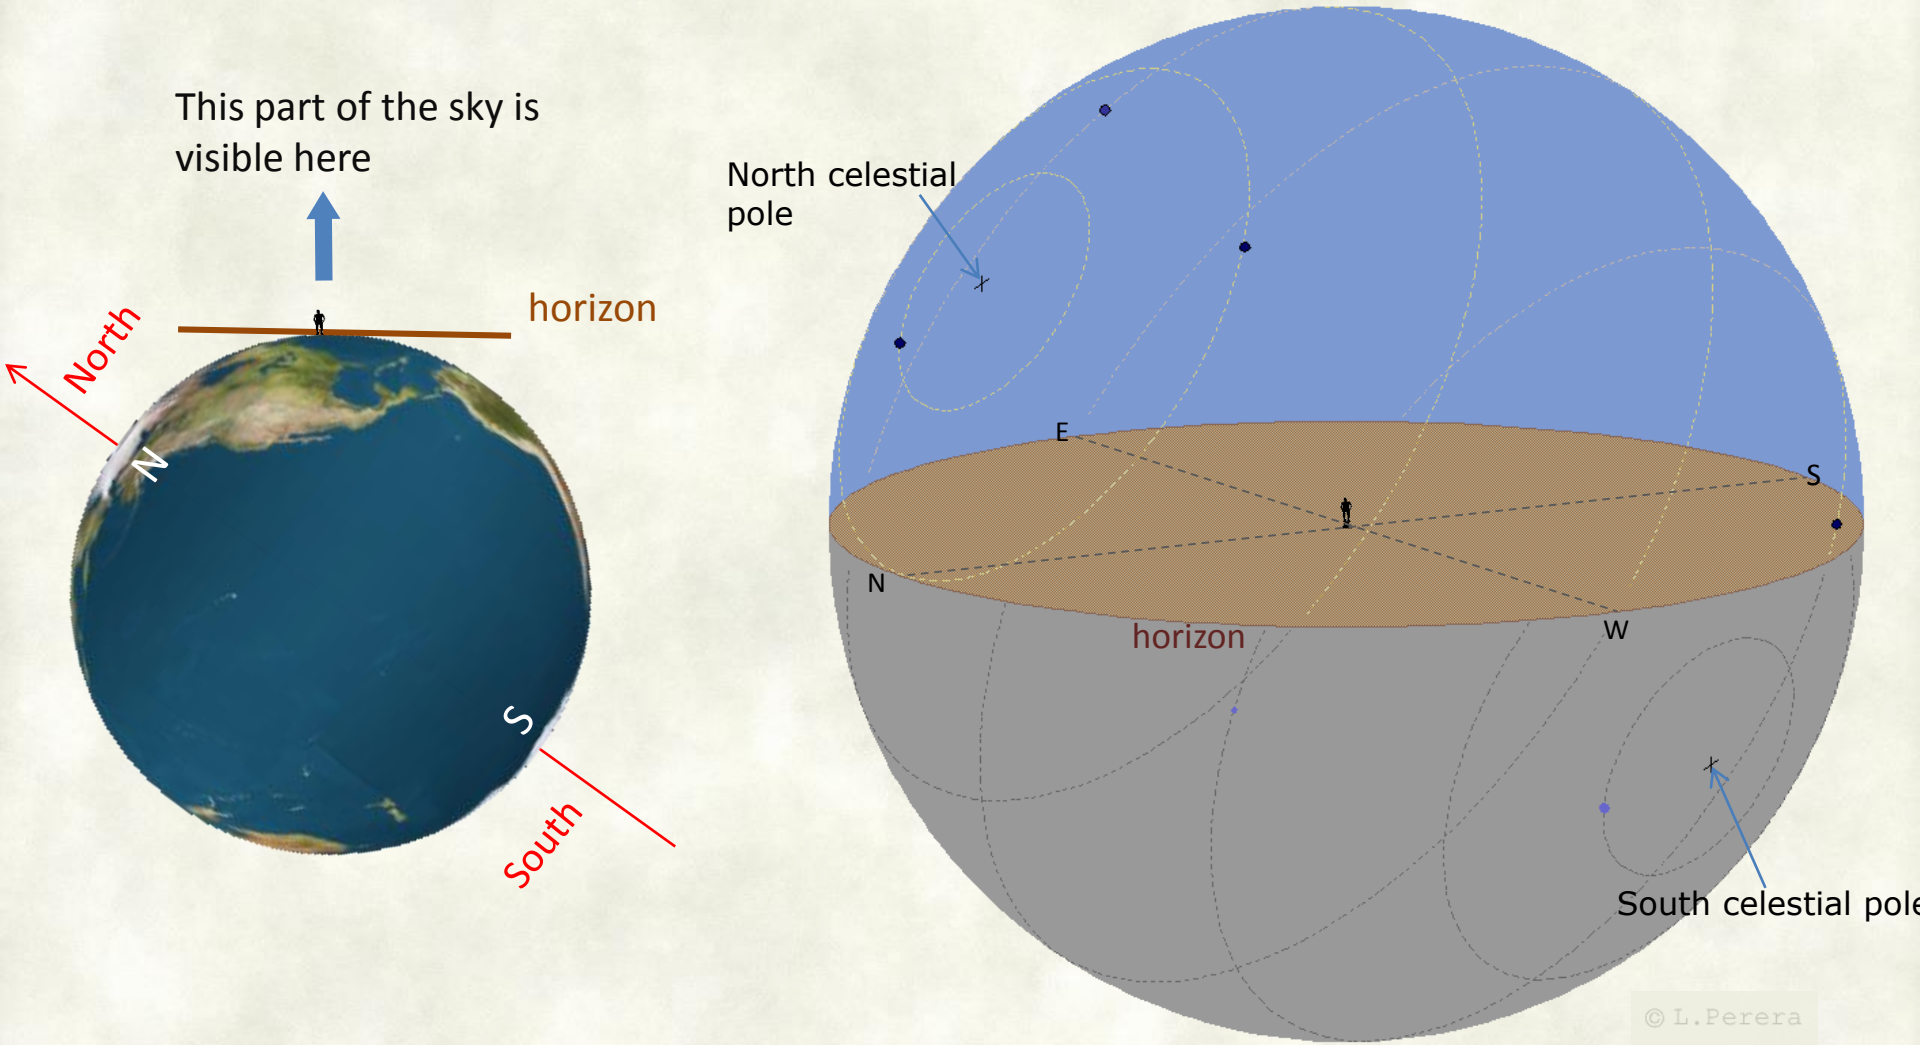 This part of the sky is
visible here
horizon
North
N
S
South
North celestial
pole
E
S
N
W
horizon
South celestial pole
© L.Perera